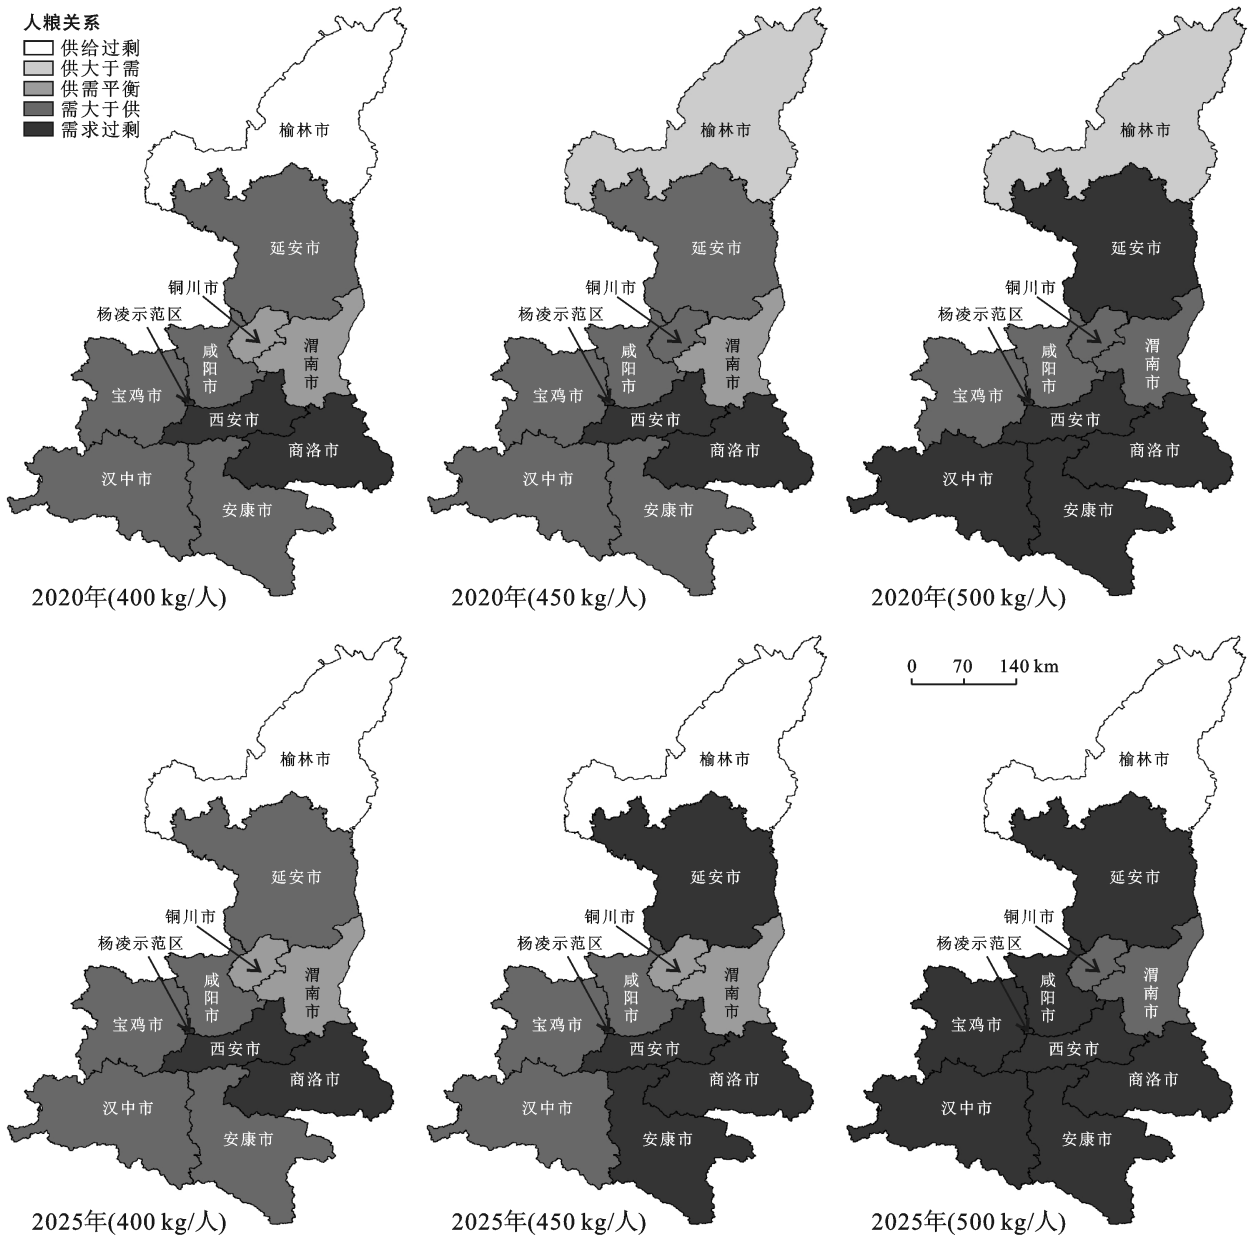 人粮关系
供给过剩
供大于需
供需平衡
需大于供
需求过剩
榆林市
延安市
铜川市
杨凌示范区
咸阳市
渭南市
宝鸡市
西安市
商洛市
汉中市
安康市
2020年(400 kg/人)
榆林市
延安市
铜川市
杨凌示范区
咸阳市
渭南市
宝鸡市
西安市
商洛市
汉中市
安康市
2020年(450 kg/人)
榆林市
延安市
铜川市
杨凌示范区
咸阳市
渭南市
宝鸡市
西安市
商洛市
汉中市
安康市
2020年(500 kg/人)
榆林市
延安市
铜川市
杨凌示范区
咸阳市
渭南市
宝鸡市
西安市
商洛市
汉中市
安康市
2025年(400 kg/人)
榆林市
延安市
铜川市
杨凌示范区
咸阳市
渭南市
宝鸡市
西安市
商洛市
汉中市
安康市
2025年(450 kg/人)
0 70 140 km
榆林市
延安市
铜川市
杨凌示范区
咸阳市
渭南市
宝鸡市
西安市
商洛市
汉中市
安康市
2025年(500 kg/人)